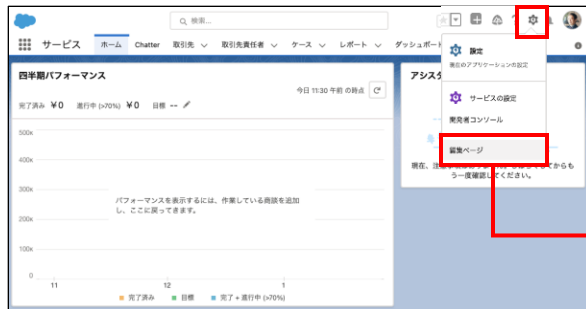 検索...
サービス ホーム Chatter 取引先 取引先責任者 ケース レポート ダッシュボード
設定
現在のアプリケーションの設定
サービスの設定
開発者コンソール
編集ページ
四半期パフォーマンス
今日 11:30 午前 の時点
完了済み ¥0 進行中 (>70%) ¥0 目標 --
500k
400k
300k
200k
100k
0
パフォーマンスを表示するには、作業している商談を追加
し、ここに戻ってきます。
11 12 1
完了済み 目標 完了 + 進行中 (>70%)
アシス
現在、注
してからも
う一度確認してください。